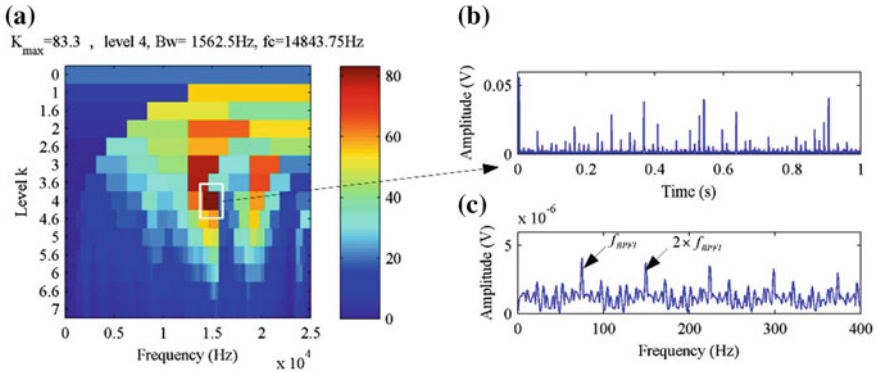 (a)
K_max=83.3 , level 4, Bw= 1562.5Hz, fc=14843.75Hz
0
1
1.6
2
2.6
3
3.6
4
4.6
5
5.6
6
6.6
7
Level k
0 0.5 1 1.5 2 2.5
Frequency (Hz)
x 10^4
80
60
40
20
0
(b)
Amplitude (V)
0.05
0
0 0.2 0.4 0.6 0.8 1
Time (s)
(c)
x 10^-6
Amplitude (V)
5
0
f_BPFI
2× f_BPFI
0 100 200 300 400
Frequency (Hz)